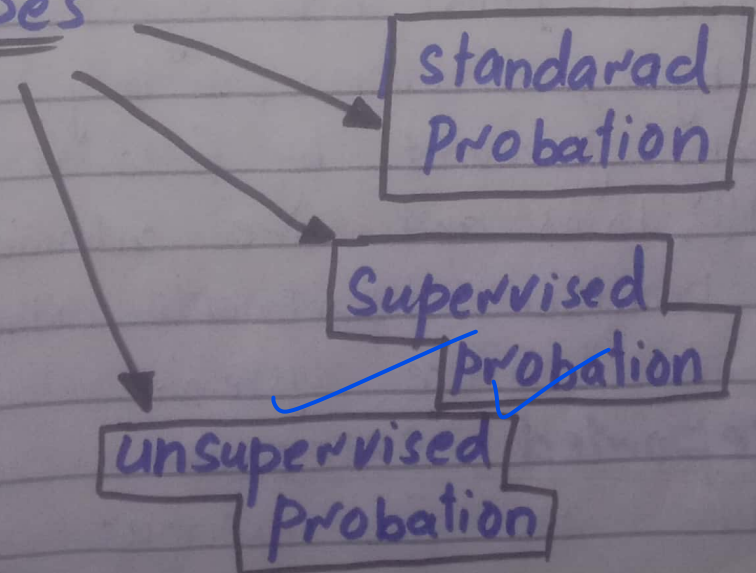 standarad
Probation
Supervised
probation
unsupervised
Probation